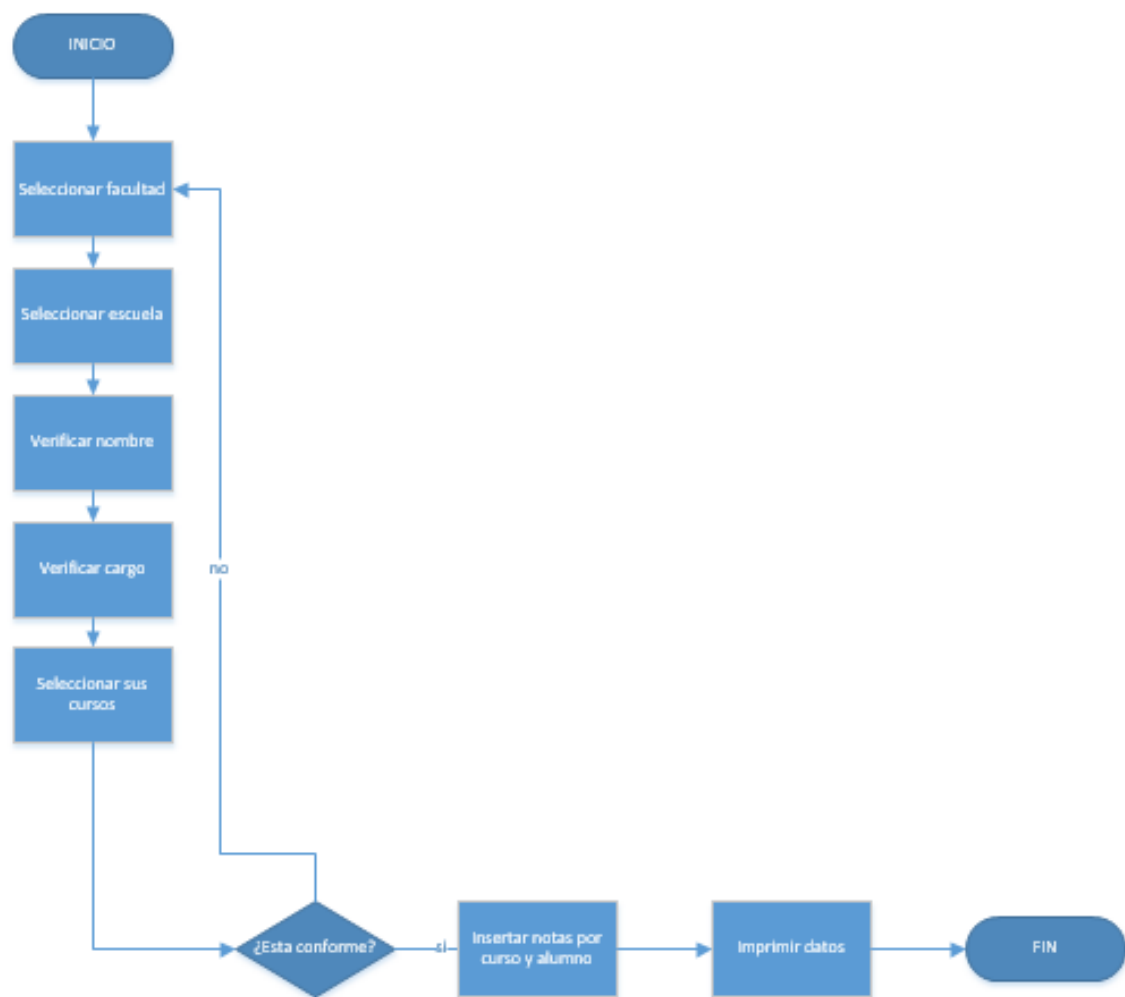 INICIO
Seleccionar facultad
Seleccionar escuela
Verificar nombre
Verificar cargo
no
Seleccionar sus
cursos
¿Esta conforme?
si
Insertar notas por
curso y alumno
Imprimir datos
FIN